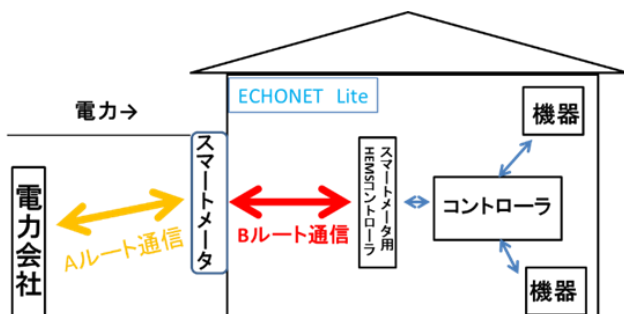 ECHONET Lite
電力→
機器
スマートメータ
スマートメータ用
HEMSコントローラ
電力会社
コントローラ
Aルート通信
Bルート通信
機器